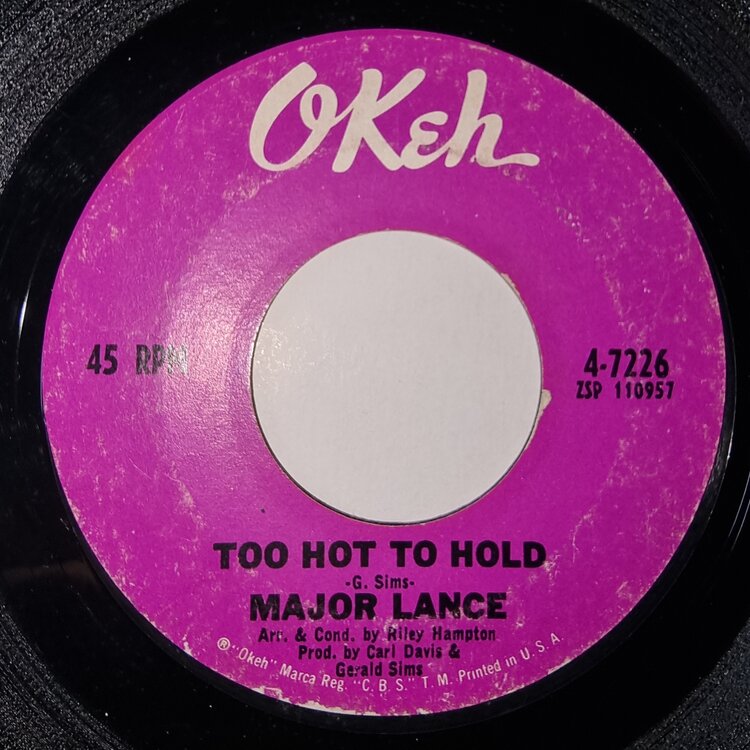 OKeh
45 RPM
4-7226
ZSP 110957
TOO HOT TO HOLD
-G. Sims-
MAJOR LANCE
Arr. & Cond. by Riley Hampton
Prod. by Carl Davis &
Gerald Sims
® "Okeh" Marca Reg. "C.B.S." T. M. Printed in U.S.A.